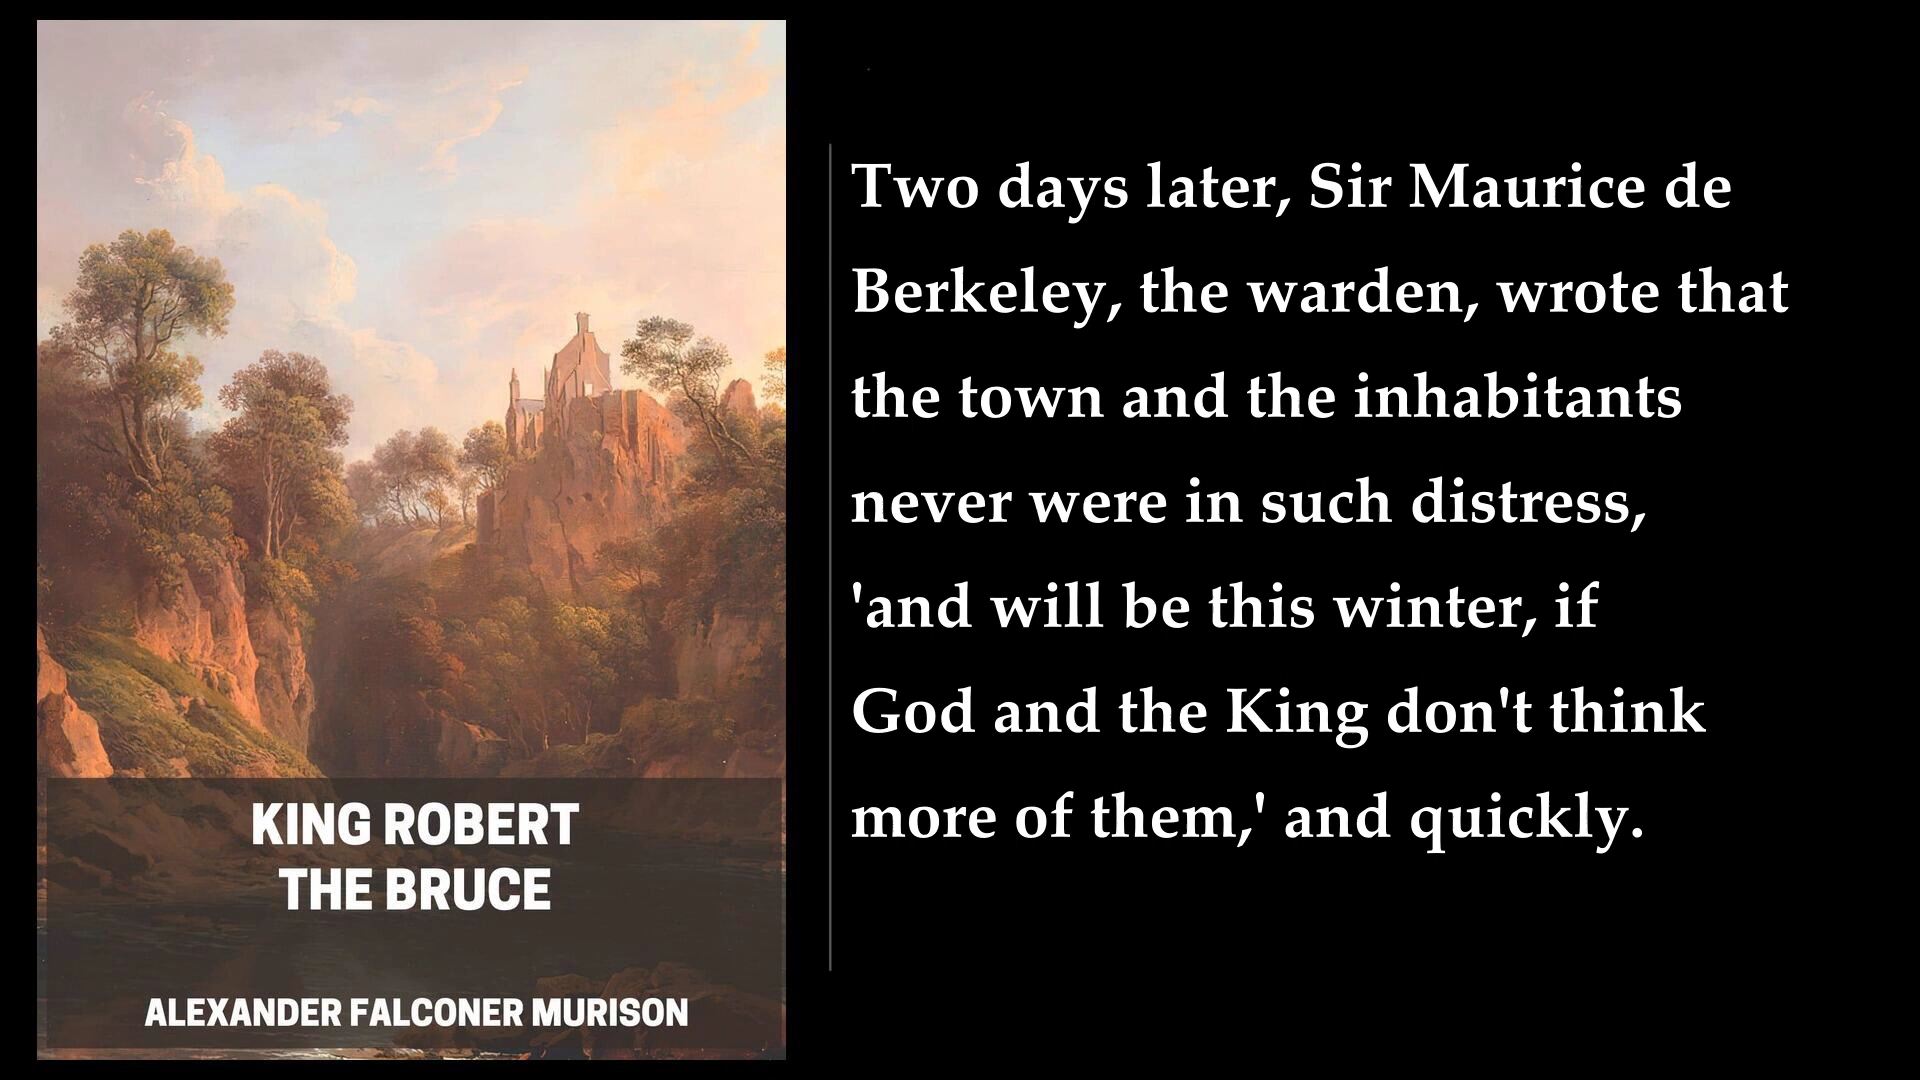 KING ROBERT
THE BRUCE
ALEXANDER FALCONER MURISON
Two days later, Sir Maurice de
Berkeley, the warden, wrote that
the town and the inhabitants
never were in such distress,
'and will be this winter, if
God and the King don't think
more of them,' and quickly.